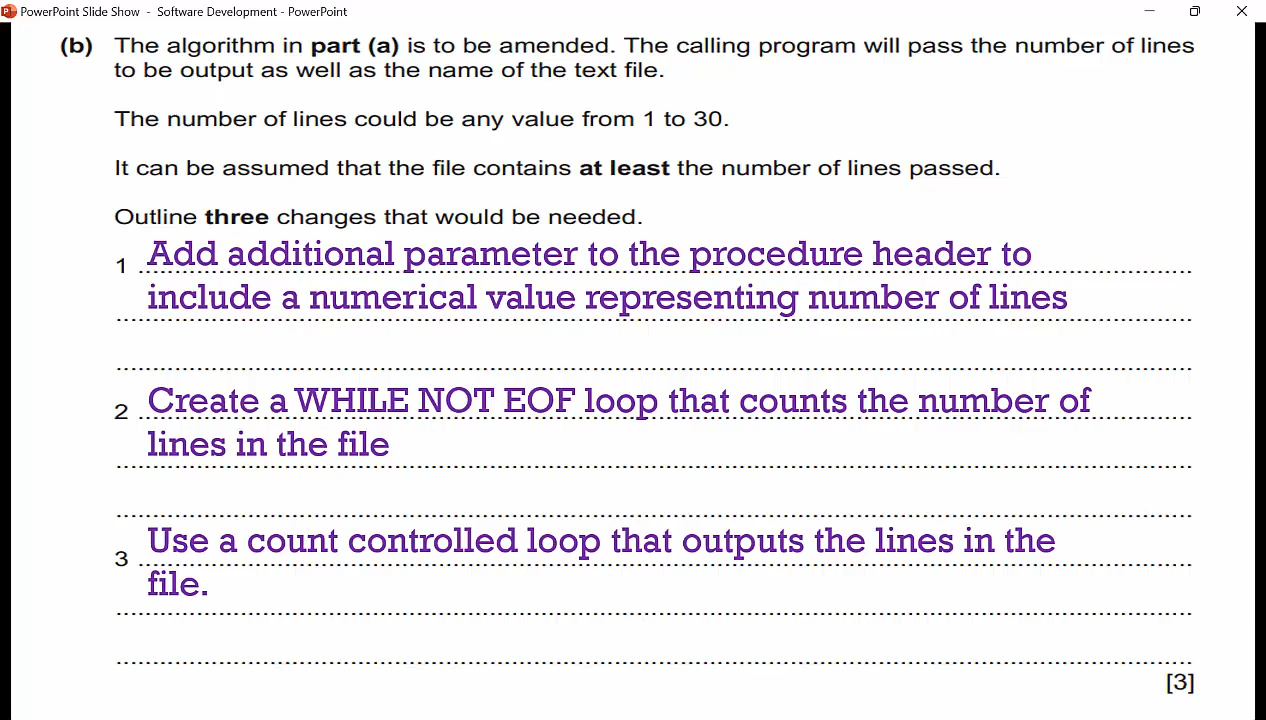 PowerPoint Slide Show - Software Development - PowerPoint
(b) The algorithm in part (a) is to be amended. The calling program will pass the number of lines
to be output as well as the name of the text file.
The number of lines could be any value from 1 to 30.
It can be assumed that the file contains at least the number of lines passed.
Outline three changes that would be needed.
1 Add additional parameter to the procedure header to
include a numerical value representing number of lines
2 Create a WHILE NOT EOF loop that counts the number of
lines in the file
3 Use a count controlled loop that outputs the lines in the
file.
[3]